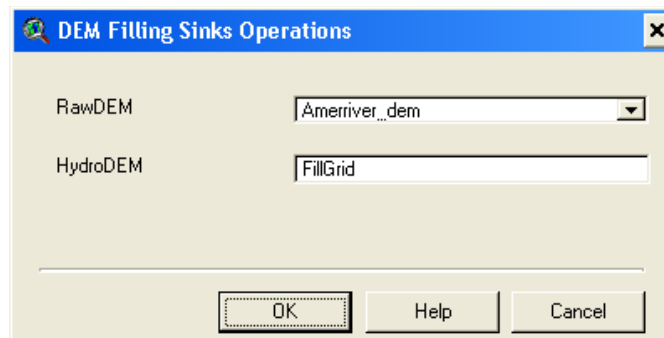 DEM Filling Sinks Operations
RawDEM Amerriver_dem
HydroDEM FillGrid
OK Help Cancel